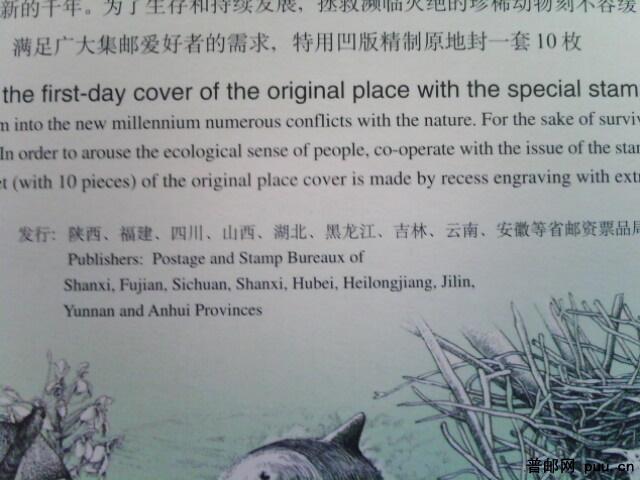 新的千年。为了生存和持续发展，拯救濒临灭绝的珍稀动物刻不容缓
满足广大集邮爱好者的需求，特用凹版精制原地封一套10枚
the first-day cover of the original place with the special stam
n into the new millennium numerous conflicts with the nature. For the sake of surviv
In order to arouse the ecological sense of people, co-operate with the issue of the star
et (with 10 pieces) of the original place cover is made by recess engraving with extr
发行：陕西、福建、四川、山西、湖北、黑龙江、吉林、云南、安徽等省邮资票品局
Publishers: Postage and Stamp Bureaux of
Shanxi, Fujian, Sichuan, Shanxi, Hubei, Heilongjiang, Jilin,
Yunnan and Anhui Provinces
普邮网 puu.cn